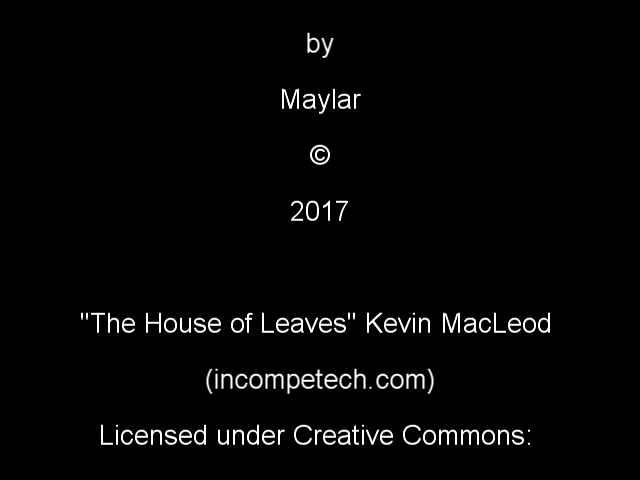 by
Maylar
©
2017
"The House of Leaves" Kevin MacLeod
(incompetech.com)
Licensed under Creative Commons: